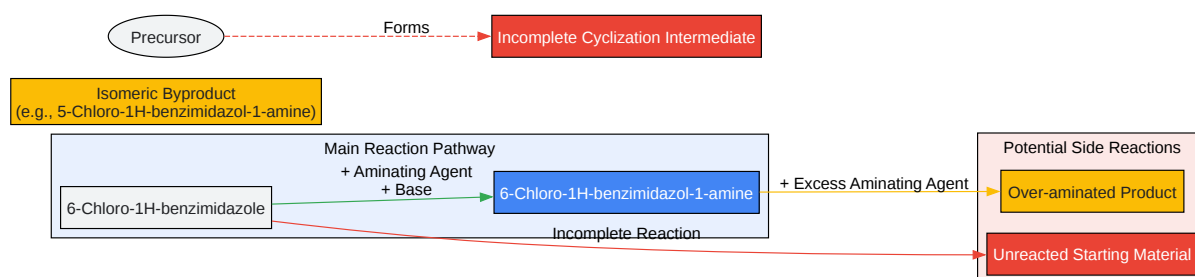 Precursor
Forms
Incomplete Cyclization Intermediate
Isomeric Byproduct
(e.g., 5-Chloro-1H-benzimidazol-1-amine)
Main Reaction Pathway
+ Aminating Agent
+ Base
6-Chloro-1H-benzimidazole
6-Chloro-1H-benzimidazol-1-amine
Incomplete Reaction
+ Excess Aminating Agent
Potential Side Reactions
Over-aminated Product
Unreacted Starting Material